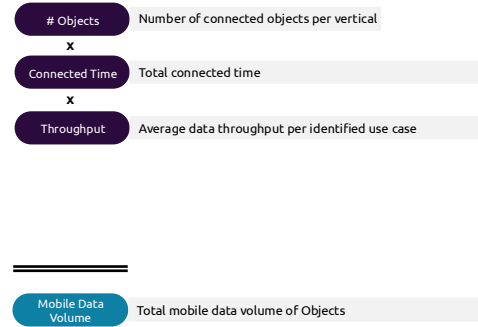 # Objects
Number of connected objects per vertical
x
Connected Time
Total connected time
x
Throughput
Average data throughput per identified use case
Mobile Data
Volume
Total mobile data volume of Objects